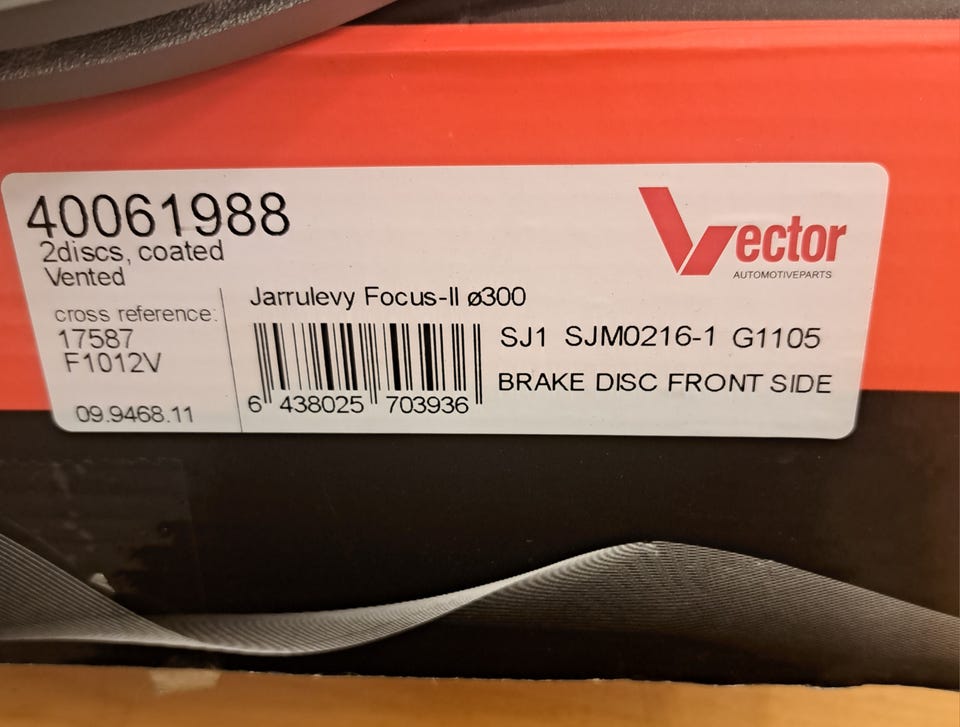 40061988
2discs, coated
Vented
cross reference:
17587
F1012V
09.9468.11
Jarrulevy Focus-II ø300
6 438025 703936
Vector
AUTOMOTIVEPARTS
SJ1 SJM0216-1 G1105
BRAKE DISC FRONT SIDE